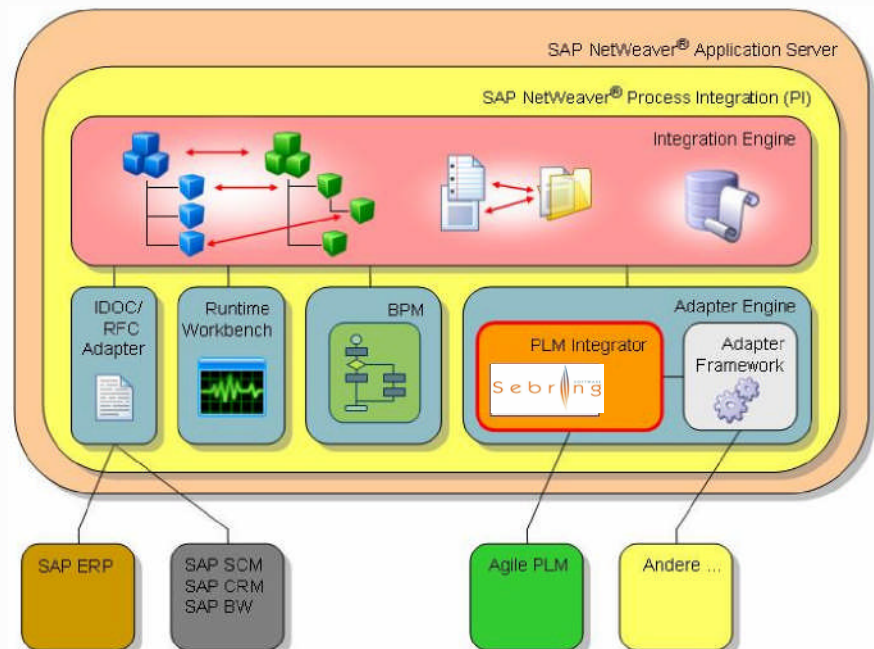 SAP NetWeaver® Application Server
SAP NetWeaver® Process Integration (PI)
Integration Engine
IDOC/
RFC
Adapter
Runtime
Workbench
BPM
Adapter Engine
PLM Integrator
Sebring
SOFTWARE
Adapter
Framework
SAP ERP
SAP SCM
SAP CRM
SAP BW
Agile PLM
Andere ...